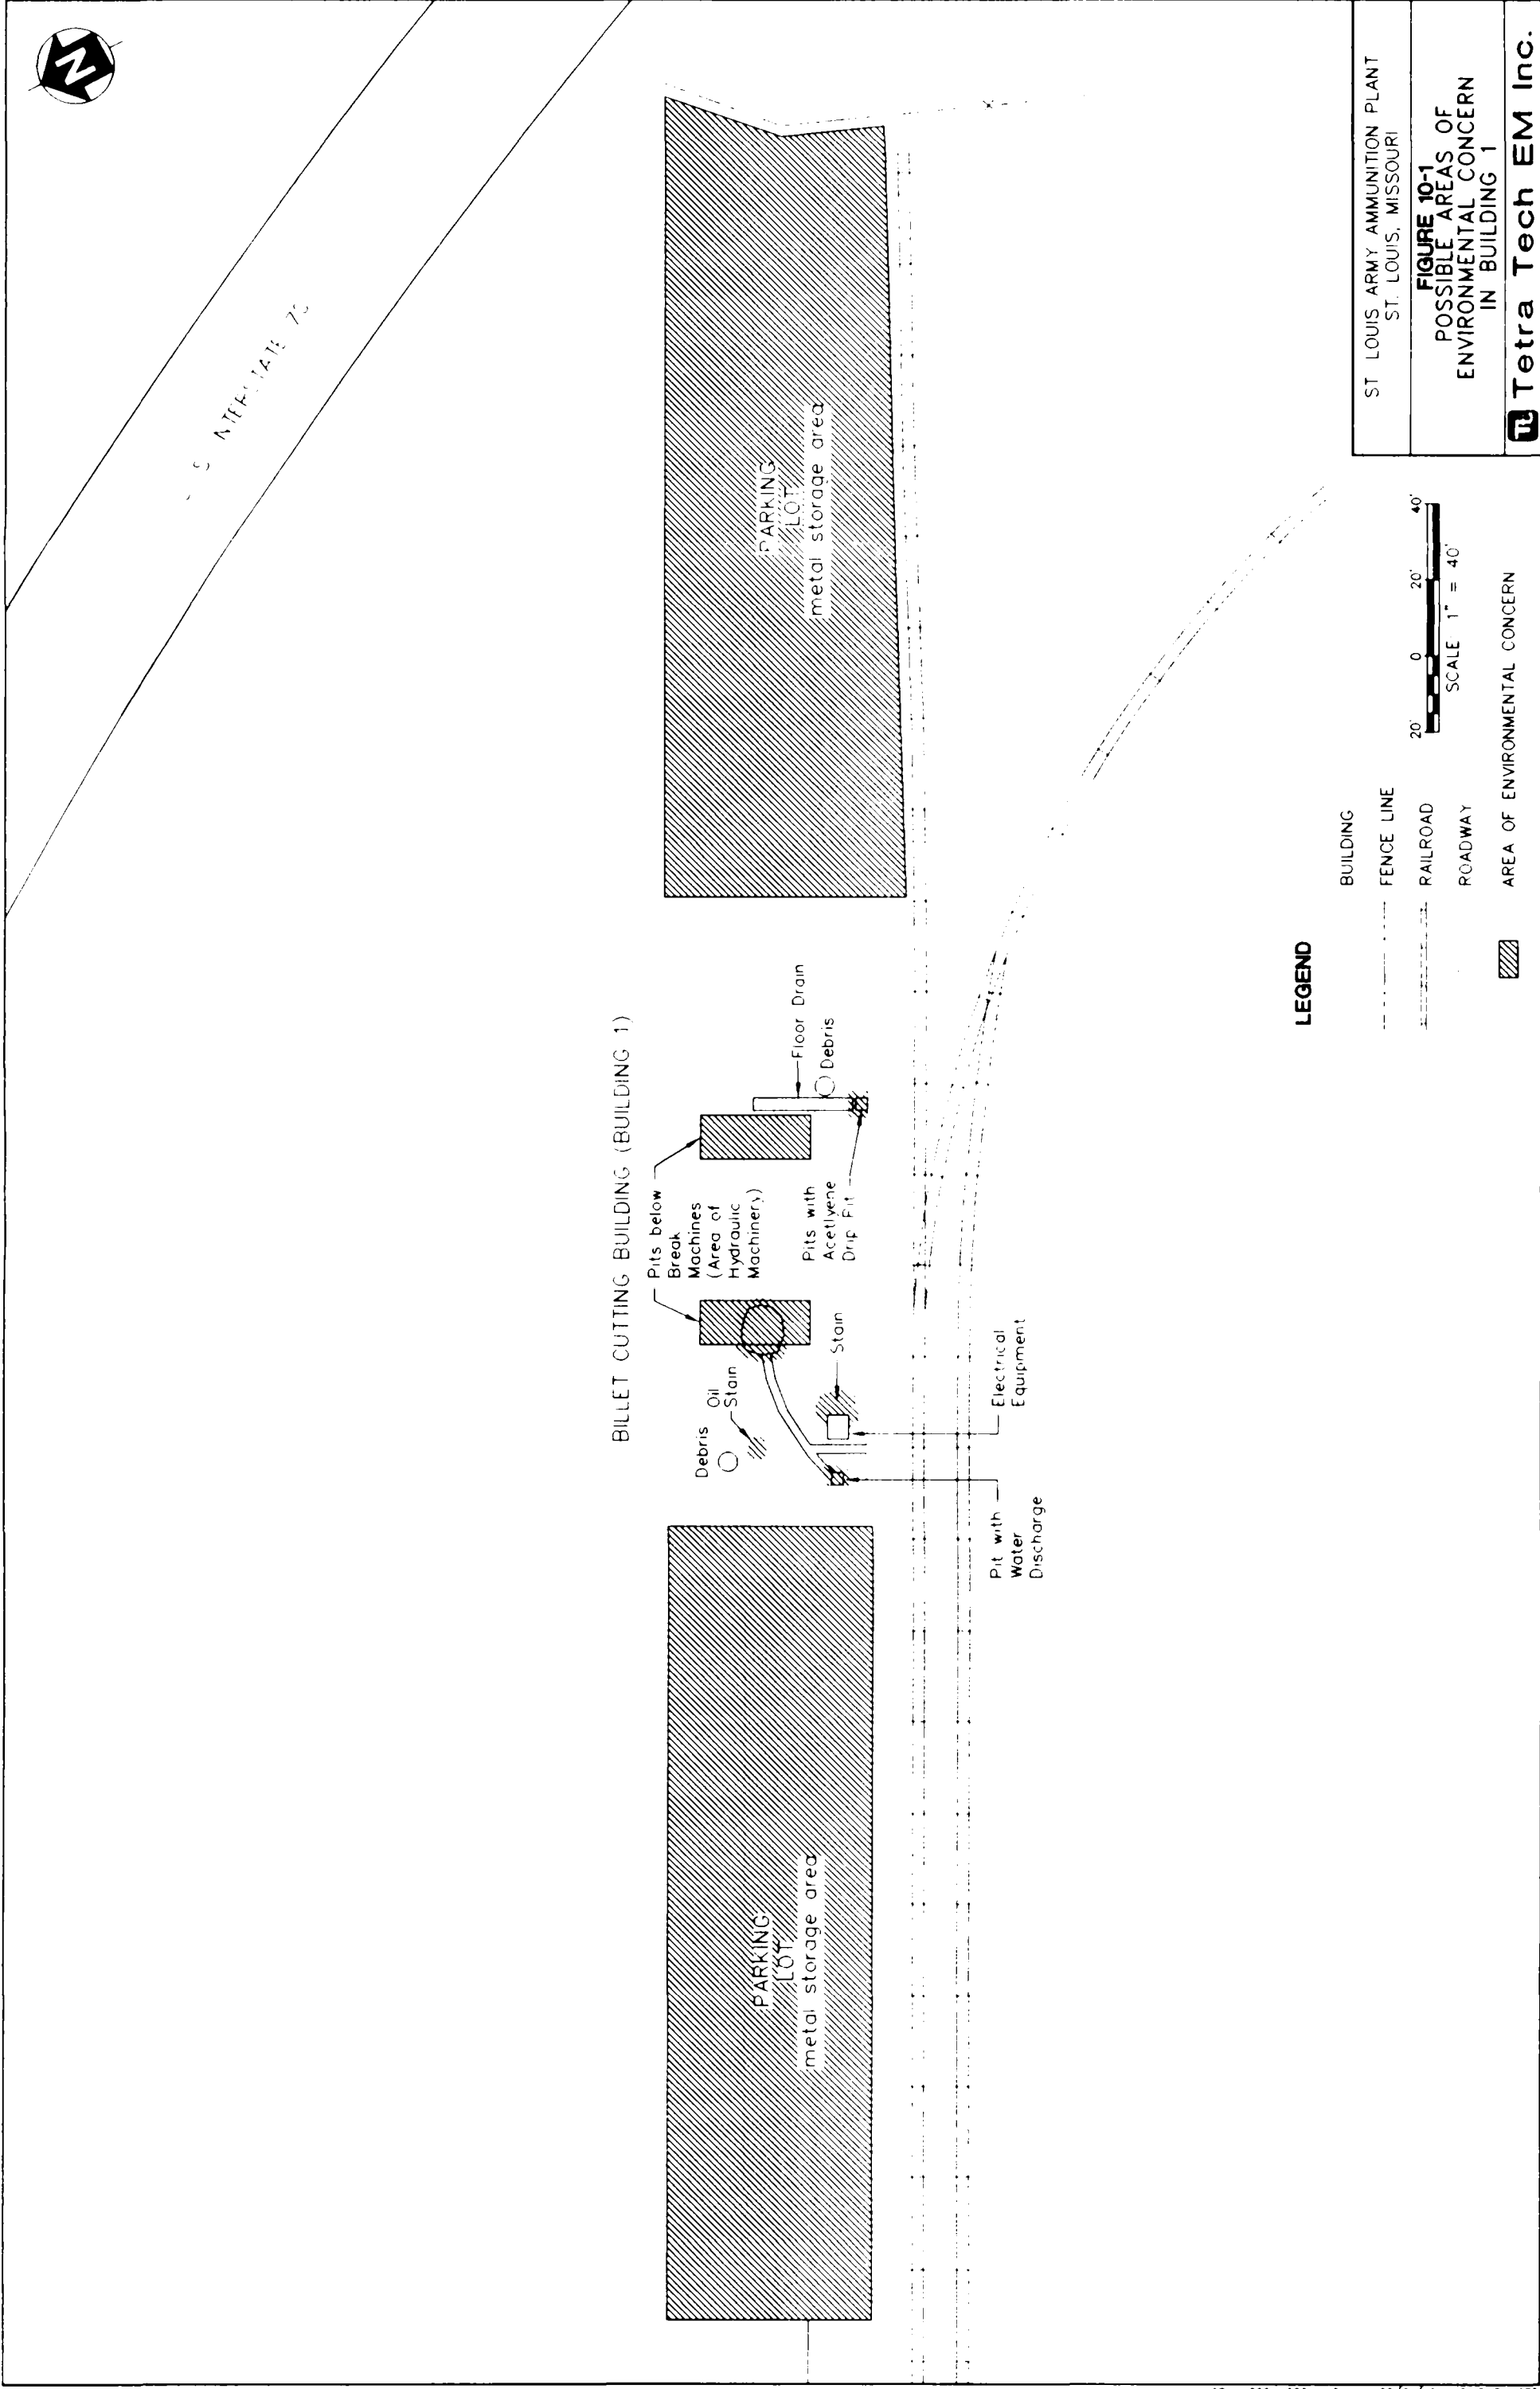 N
INTERSTATE 70
BILLET CUTTING BUILDING (BUILDING 1)
PARKING
LOT
metal storage area
Debris
Oil
Stain
Pits below
Break
Machines
(Area of
Hydraulic
Machinery)
Stain
Pits with
Acetlyene
Drip Pit
Floor Drain
Debris
PARKING
LOT
metal storage area
Pit with
Water
Discharge
Electrical
Equipment
LEGEND
BUILDING
FENCE LINE
RAILROAD
ROADWAY
AREA OF ENVIRONMENTAL CONCERN
20' 0 20' 40'
SCALE 1" = 40'
ST LOUIS ARMY AMMUNITION PLANT
ST. LOUIS, MISSOURI
FIGURE 10-1
POSSIBLE AREAS OF
ENVIRONMENTAL CONCERN
IN BUILDING 1
Tetra Tech EM Inc.